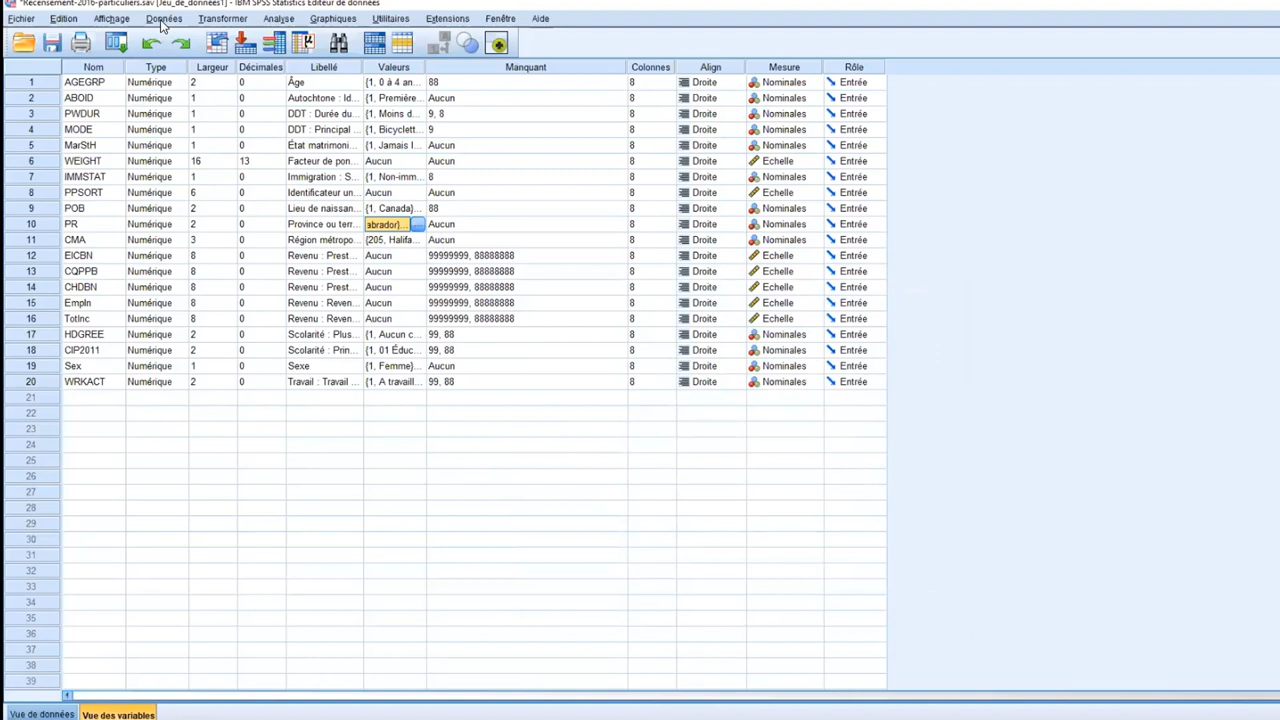 *Recensement-2016-particuliers.sav [Jeu_de_données1] - IBM SPSS Statistics Editeur de données
Fichier Edition Affichage Données Transformer Analyse Graphiques Utilitaires Extensions Fenêtre Aide
Nom Type Largeur Décimales Libellé Valeurs Manquant Colonnes Align Mesure Rôle
1 AGEGRP Numérique 2 0 Âge {1, 0 à 4 an... 88 8 Droite Nominales Entrée
2 ABOID Numérique 1 0 Autochtone : Id... {1, Première... Aucun 8 Droite Nominales Entrée
3 PWDUR Numérique 1 0 DDT : Durée du... {1, Moins d... 9, 8 8 Droite Nominales Entrée
4 MODE Numérique 1 0 DDT : Principal ... {1, Bicyclett... 9 8 Droite Nominales Entrée
5 MarStH Numérique 1 0 État matrimoni... {1, Jamais l... Aucun 8 Droite Nominales Entrée
6 WEIGHT Numérique 16 13 Facteur de pon... Aucun Aucun 8 Droite Echelle Entrée
7 IMMSTAT Numérique 1 0 Immigration : S... {1, Non-imm... 8 8 Droite Nominales Entrée
8 PPSORT Numérique 6 0 Identificateur un... Aucun Aucun 8 Droite Echelle Entrée
9 POB Numérique 2 0 Lieu de naissan... {1, Canada}... 88 8 Droite Nominales Entrée
10 PR Numérique 2 0 Province ou terr... abrador}... Aucun 8 Droite Nominales Entrée
11 CMA Numérique 3 0 Région métropo... {205, Halifa... Aucun 8 Droite Nominales Entrée
12 EICBN Numérique 8 0 Revenu : Prest... Aucun 99999999, 88888888 8 Droite Echelle Entrée
13 CQPPB Numérique 8 0 Revenu : Prest... Aucun 99999999, 88888888 8 Droite Echelle Entrée
14 CHDBN Numérique 8 0 Revenu : Prest... Aucun 99999999, 88888888 8 Droite Echelle Entrée
15 EmpIn Numérique 8 0 Revenu : Reven... Aucun 99999999, 88888888 8 Droite Echelle Entrée
16 TotInc Numérique 8 0 Revenu : Reven... Aucun 99999999, 88888888 8 Droite Echelle Entrée
17 HDGREE Numérique 2 0 Scolarité : Plus... {1, Aucun c... 99, 88 8 Droite Nominales Entrée
18 CIP2011 Numérique 2 0 Scolarité : Prin... {1, 01 Éduc... 99, 88 8 Droite Nominales Entrée
19 Sex Numérique 1 0 Sexe {1, Femme}... Aucun 8 Droite Nominales Entrée
20 WRKACT Numérique 2 0 Travail : Travail ... {1, A travaill... 99, 88 8 Droite Nominales Entrée
21
22
23
24
25
26
27
28
29
30
31
32
33
34
35
36
37
38
39
Vue de données Vue des variables